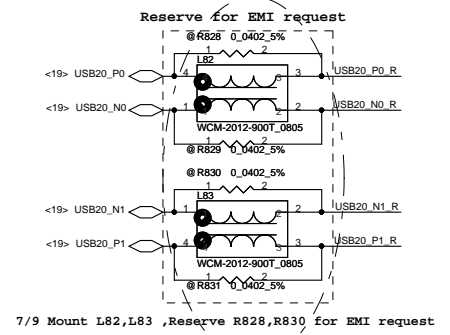 Reserve for EMI request
@ R828 0_0402_5%
1 2
L82
<19> USB20_P0 4 3 USB20_P0_R
<19> USB20_N0 1 2 USB20_N0_R
WCM-2012-900T_0805
1 2
@ R829 0_0402_5%
@ R830 0_0402_5%
1 2
L83
<19> USB20_N1 1 2 USB20_N1_R
<19> USB20_P1 4 3 USB20_P1_R
WCM-2012-900T_0805
1 2
@ R831 0_0402_5%
7/9 Mount L82,L83 ,Reserve R828,R830 for EMI request